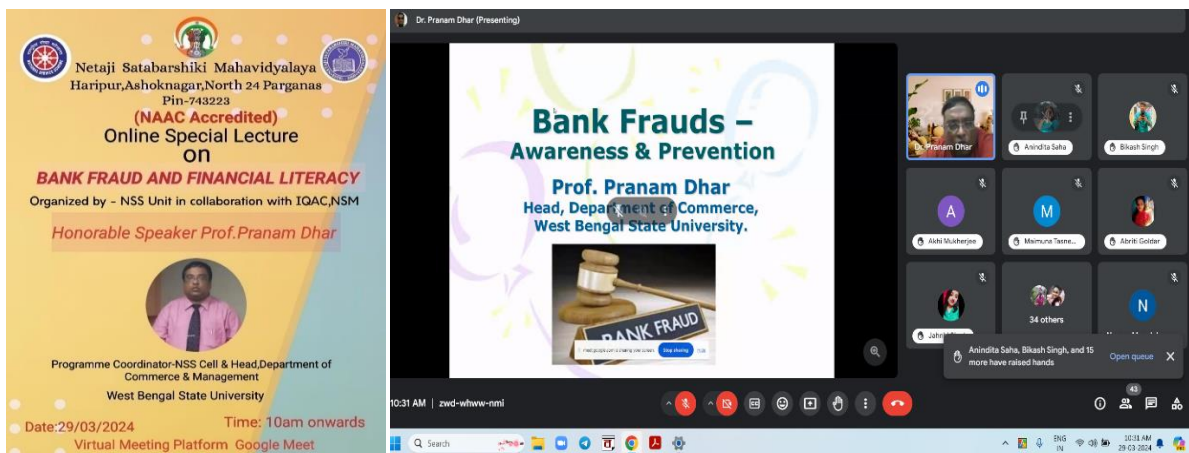 Netaji Satabarshiki Mahavidyalaya
Haripur,Ashoknagar,North 24 Parganas
Pin-743223
(NAAC Accredited)
Online Special Lecture
on
BANK FRAUD AND FINANCIAL LITERACY
Organized by - NSS Unit in collaboration with IQAC,NSM
Honorable Speaker Prof.Pranam Dhar
Programme Coordinator-NSS Cell & Head,Department of
Commerce & Management
West Bengal State University
Date:29/03/2024
Time: 10am onwards
Virtual Meeting Platform Google Meet
Dr. Pranam Dhar (Presenting)
Bank Frauds –
Awareness & Prevention
Prof. Pranam Dhar
Head, Department of Commerce,
West Bengal State University.
BANK FRAUD
Stop sharing
Hide
Dr. Pranam Dhar
Anindita Saha
Bikash Singh
A
Akhi Mukherjee
M
Maimuna Tasne...
Abriti Goldar
34 others
N
Anindita Saha, Bikash Singh, and 15
more have raised hands
Open queue
10:31 AM | zwd-whww-nmi
43
Search
ENG
IN
10:31 AM
29-03-2024